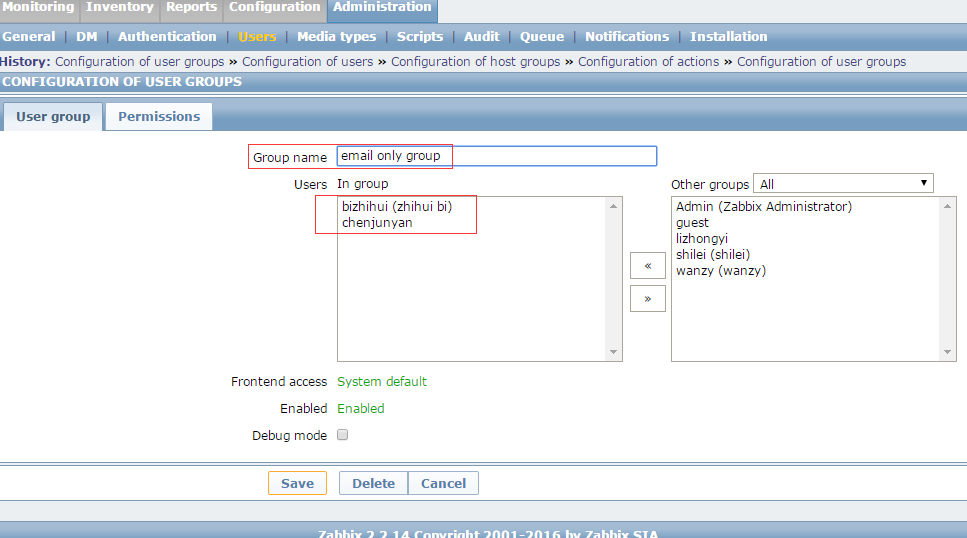 Monitoring Inventory Reports Configuration Administration
General | DM | Authentication | Users | Media types | Scripts | Audit | Queue | Notifications | Installation
History: Configuration of user groups » Configuration of users » Configuration of host groups » Configuration of actions » Configuration of user groups
CONFIGURATION OF USER GROUPS
User group Permissions
Group name email only group
Users In group Other groups All
bizhihui (zhihui bi) Admin (Zabbix Administrator)
chenjunyan guest
lizhongyi
shilei (shilei)
wanzy (wanzy)
«
»
Frontend access System default
Enabled Enabled
Debug mode
Save Delete Cancel
Zabbix 2.2.14 Copyright 2001-2016 by Zabbix SIA